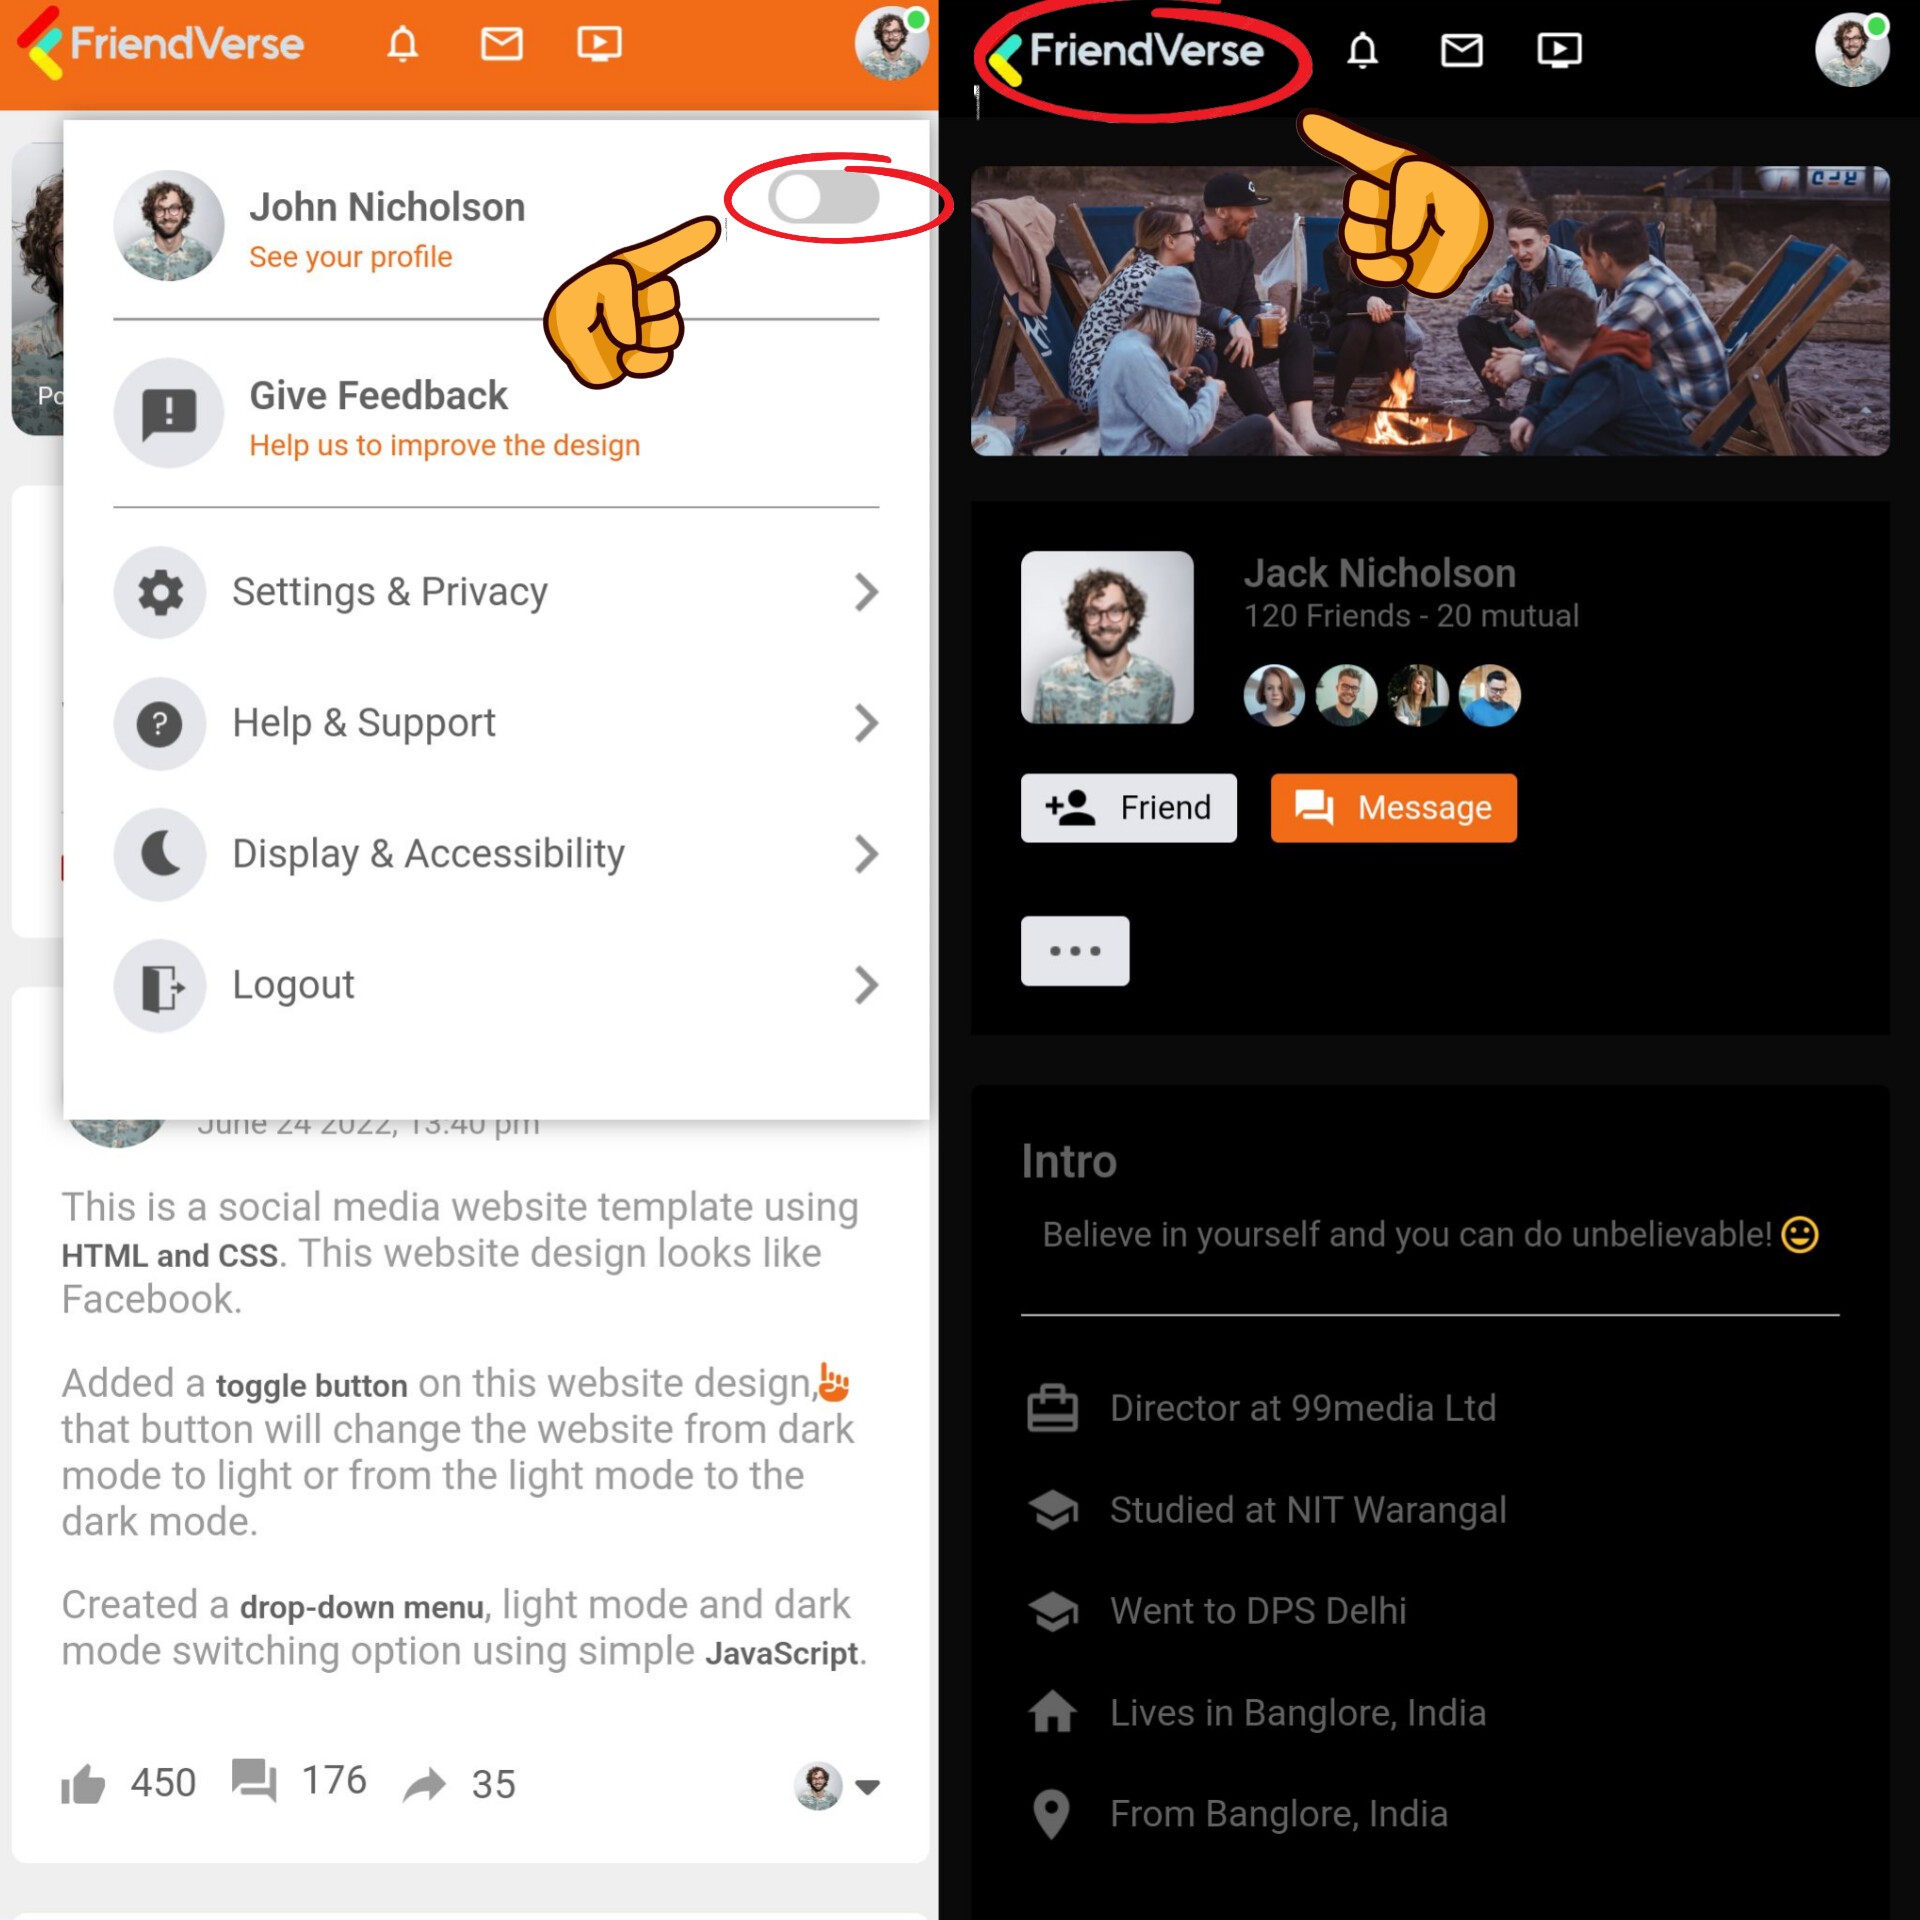 FriendVerse
John Nicholson
See your profile
Give Feedback
Help us to improve the design
Settings & Privacy
Help & Support
Display & Accessibility
Logout
June 24 2022, 13:40 pm
This is a social media website template using
HTML and CSS. This website design looks like
Facebook.
Added a toggle button on this website design,
that button will change the website from dark
mode to light or from the light mode to the
dark mode.
Created a drop-down menu, light mode and dark
mode switching option using simple JavaScript.
450 176 35
FriendVerse
Jack Nicholson
120 Friends - 20 mutual
Friend Message
Intro
Believe in yourself and you can do unbelievable!
Director at 99media Ltd
Studied at NIT Warangal
Went to DPS Delhi
Lives in Banglore, India
From Banglore, India